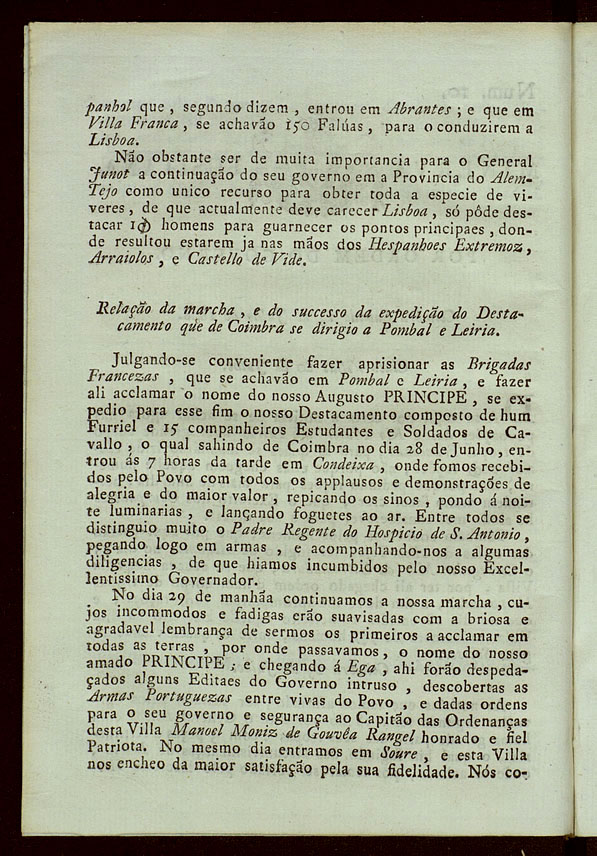 panhol que , segundo dizem , entrou em Abrantes ; e que em
Villa Franca , se achavão 150 Falúas , para o conduzirem a
Lisboa.
Não obstante ser de muita importancia para o General
Junot a continuação do seu governo em a Provincia do Alem-
Tejo como unico recurso para obter toda a especie de vi-
veres , de que actualmente deve carecer Lisboa , só póde des-
tacar 1ↀ homens para guarnecer os pontos principaes , don-
de resultou estarem ja nas mãos dos Hespanhoes Extremoz ,
Arraiolos , e Castello de Vide.
Relação da marcha , e do successo da expedição do Desta-
camento que de Coimbra se dirigio a Pombal e Leiria.
Julgando-se conveniente fazer aprisionar as Brigadas
Francezas , que se achavão em Pombal e Leiria , e fazer
ali acclamar o nome do nosso Augusto PRINCIPE , se ex-
pedio para esse fim o nosso Destacamento composto de hum
Furriel e 15 companheiros Estudantes e Soldados de Ca-
vallo , o qual sahindo de Coimbra no dia 28 de Junho , en-
trou ás 7 horas da tarde em Condeixa , onde fomos recebi-
dos pelo Povo com todos os applausos e demonstrações de
alegria e do maior valor , repicando os sinos , pondo á noi-
te luminarias , e lançando foguetes ao ar. Entre todos se
distinguio muito o Padre Regente do Hospicio de S. Antonio ,
pegando logo em armas , e acompanhando-nos a algumas
diligencias , de que hiamos incumbidos pelo nosso Excel-
lentissimo Governador.
No dia 29 de manhãa continuamos a nossa marcha , cu-
jos incommodos e fadigas erão suavisadas com a briosa e
agradavel lembrança de sermos os primeiros a acclamar em
todas as terras , por onde passavamos , o nome do nosso
amado PRINCIPE ; e chegando á Ega , ahi forão despeda-
çados alguns Editaes do Governo intruso , descobertas as
Armas Portuguezas entre vivas do Povo , e dadas ordens
para o seu governo e segurança ao Capitão das Ordenanças
desta Villa Manoel Moniz de Gouvêa Rangel honrado e fiel
Patriota. No mesmo dia entramos em Soure , e esta Villa
nos encheo da maior satisfação pela sua fidelidade. Nós co-